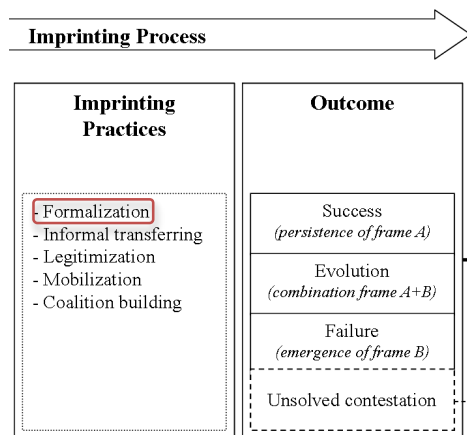 Imprinting Process
Imprinting
Practices
- Formalization
- Informal transferring
- Legitimization
- Mobilization
- Coalition building
Outcome
Success
(persistence of frame A)
Evolution
(combination frame A+B)
Failure
(emergence of frame B)
Unsolved contestation